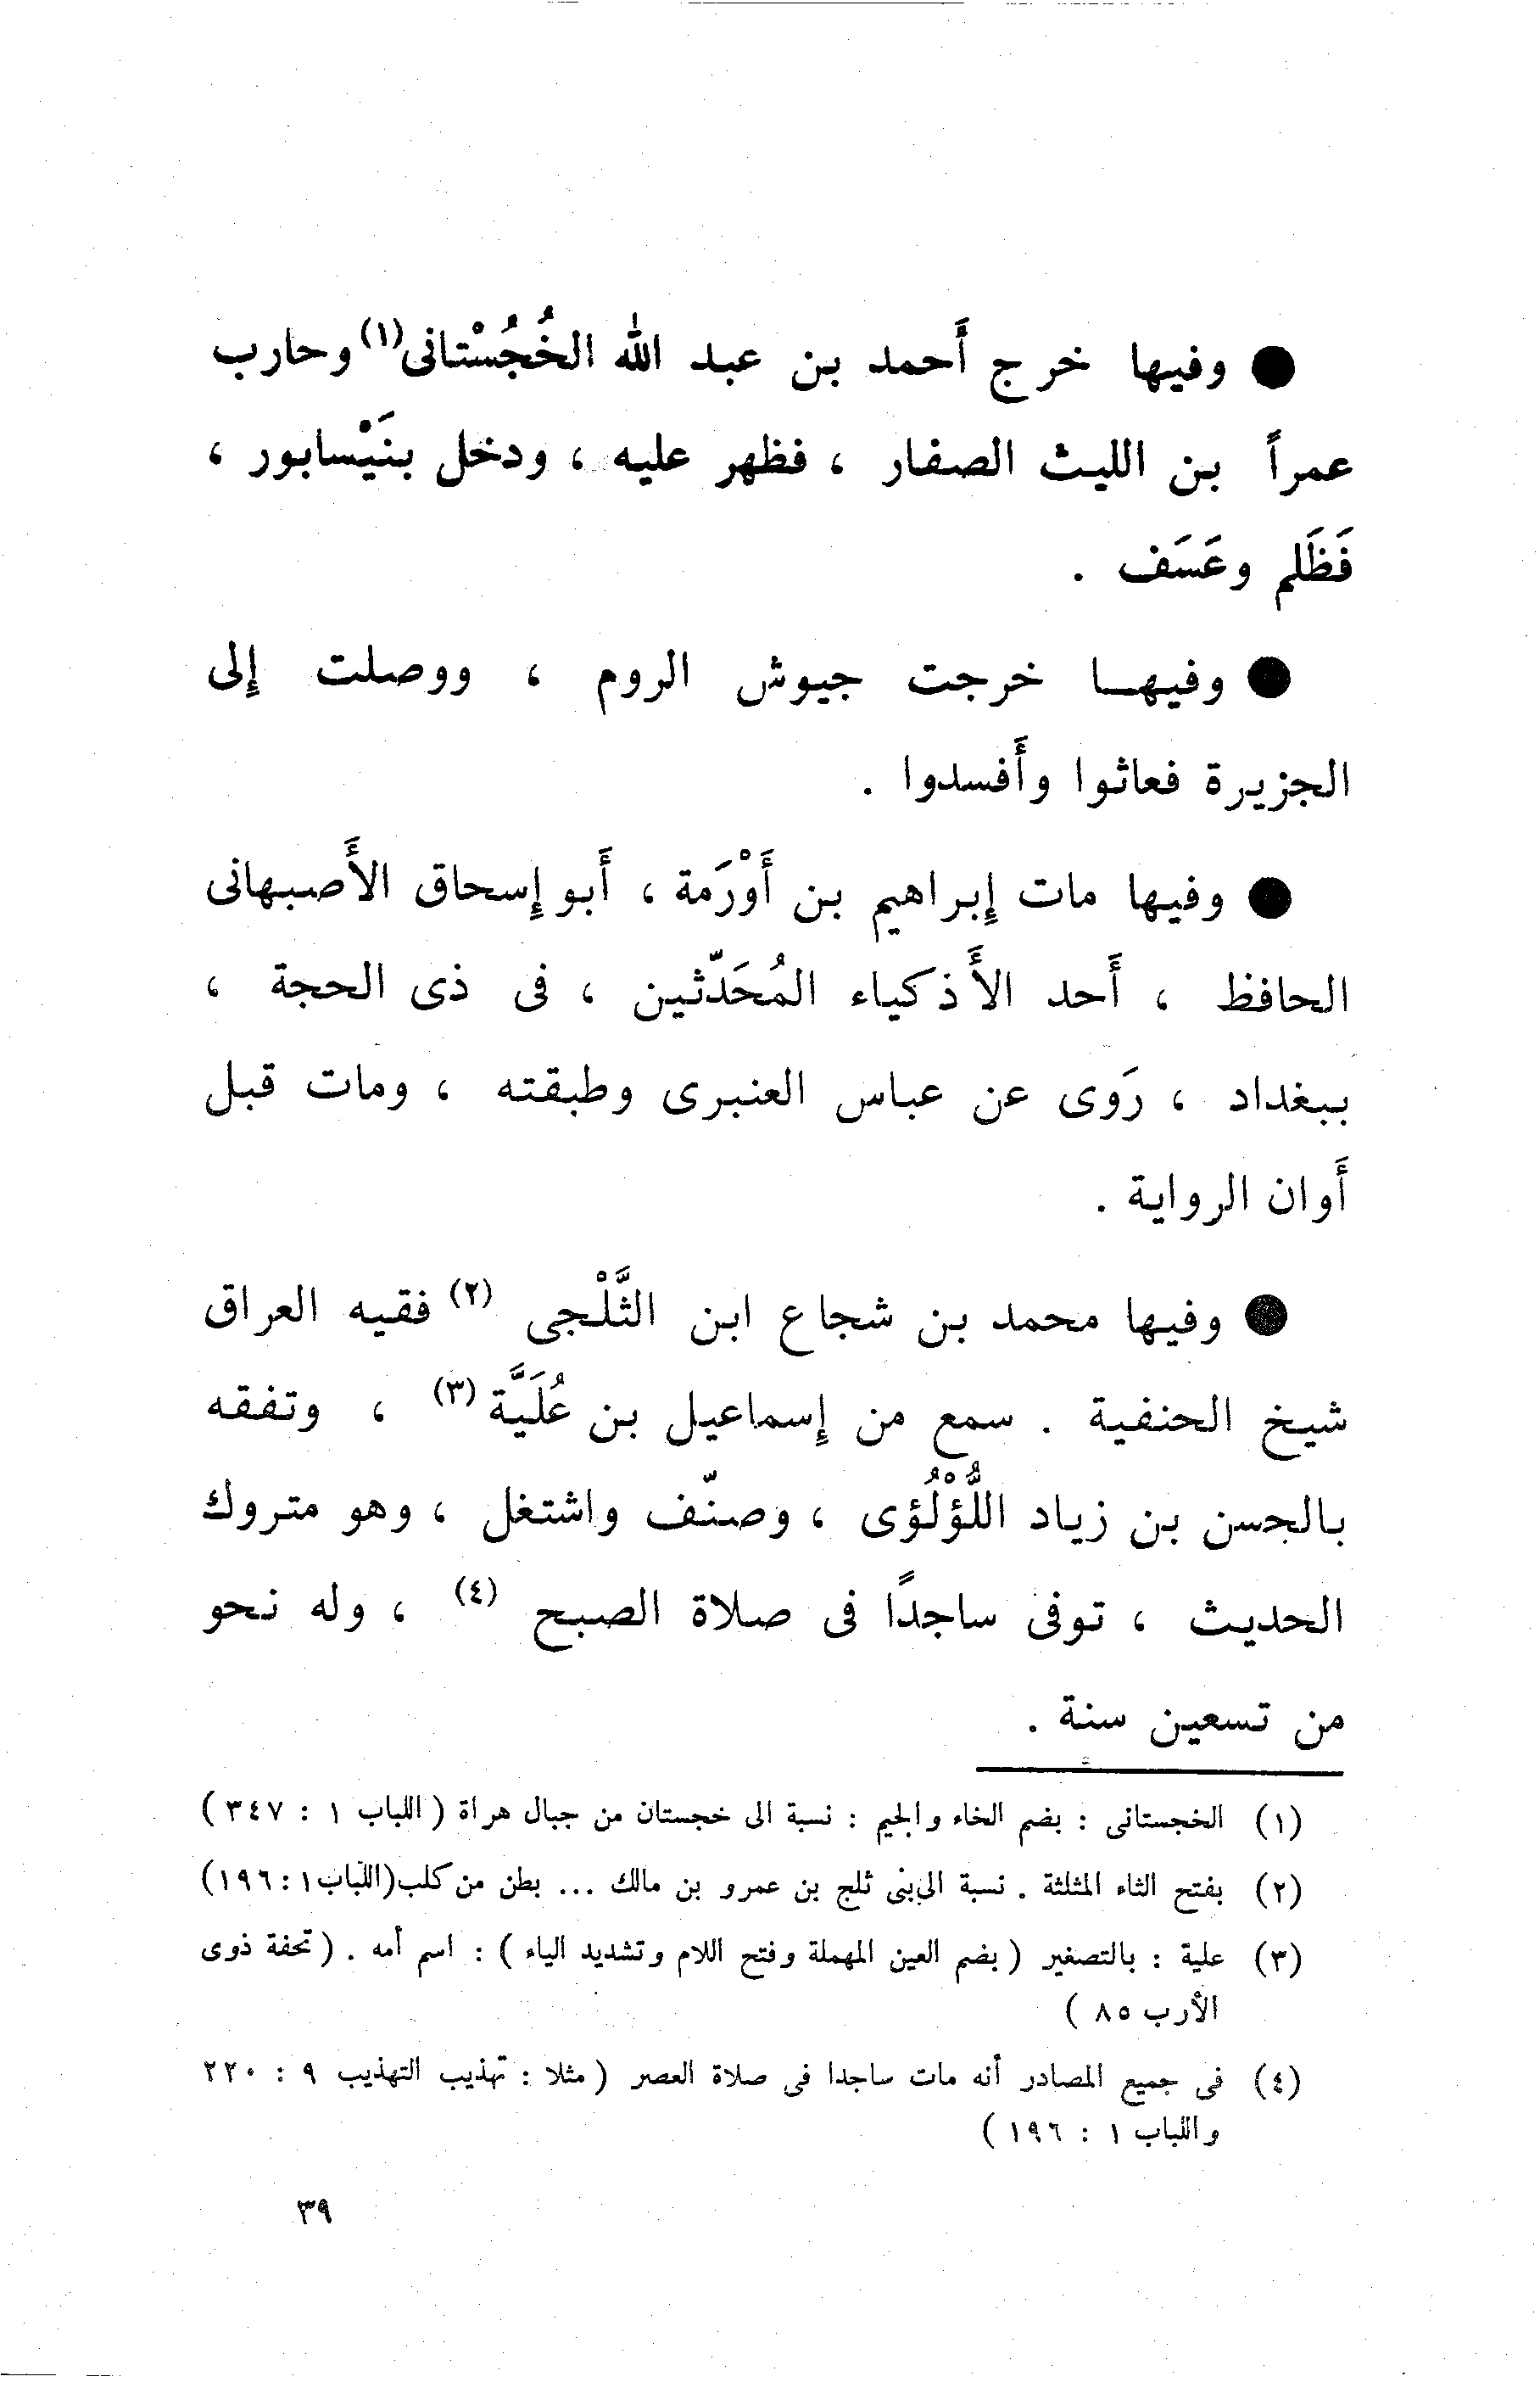 ● وفيها خرج أَحمد بن عبد الله الخُجُسْتانى(١) وحارب
عمراً بن الليث الصفار ، فظهر عليه ، ودخل بنَيْسابور ،
فَظَلم وعَسَف .
● وفيهـا خرجت جيوش الروم ، ووصلت إلى
الجزيرة فعاثوا وأَفسدوا .
● وفيها مات إبراهيم بن أَوْرَمة ، أَبو إسحاق الأَصبهانى
الحافظ ، أَحد الأَذكياء المُحَدّثين ، فى ذى الحجة ،
ببغداد ، رَوى عن عباس العنبرى وطبقته ، ومات قبل
أَوان الرواية .
● وفيها محمد بن شجاع ابن الثَّلْجى (٢) فقيه العراق
شيخ الحنفية . سمع من إسماعيل بن عُلَيَّة (٣) ، وتفقه
بالحسن بن زياد اللُّؤْلُؤى ، وصنّف واشتغل ، وهو متروك
الحديث ، توفى ساجدًا فى صلاة الصبح (٤) ، وله نحو
من تسعين سنة .
(١) الخجستانى : بضم الخاء والجيم : نسبة الى خجستان من جبال هراة ( اللباب ١ : ٣٤٧ )
(٢) بفتح الثاء المثلثة . نسبة الى بنى ثلج بن عمرو بن مالك ... بطن من كلب (اللباب ١ : ١٩٦)
(٣) علية : بالتصغير ( بضم العين المهملة وفتح اللام وتشديد الياء ) : اسم أمه . ( تحفة ذوى
الأرب ٨٥ )
(٤) فى جميع المصادر أنه مات ساجدا فى صلاة العصر ( مثلا : تهذيب التهذيب ٩ : ٢٢٠
واللباب ١ : ١٩٦ )
٣٩